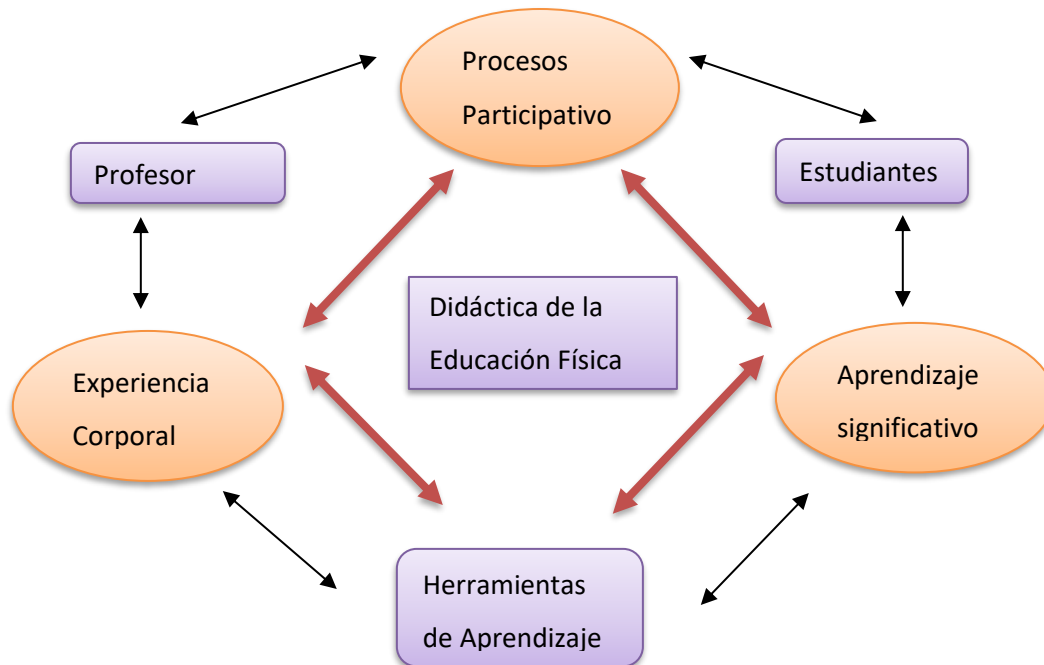 Procesos
Participativo
Profesor
Estudiantes
Didáctica de la
Educación Física
Experiencia
Corporal
Aprendizaje
significativo
Herramientas
de Aprendizaje